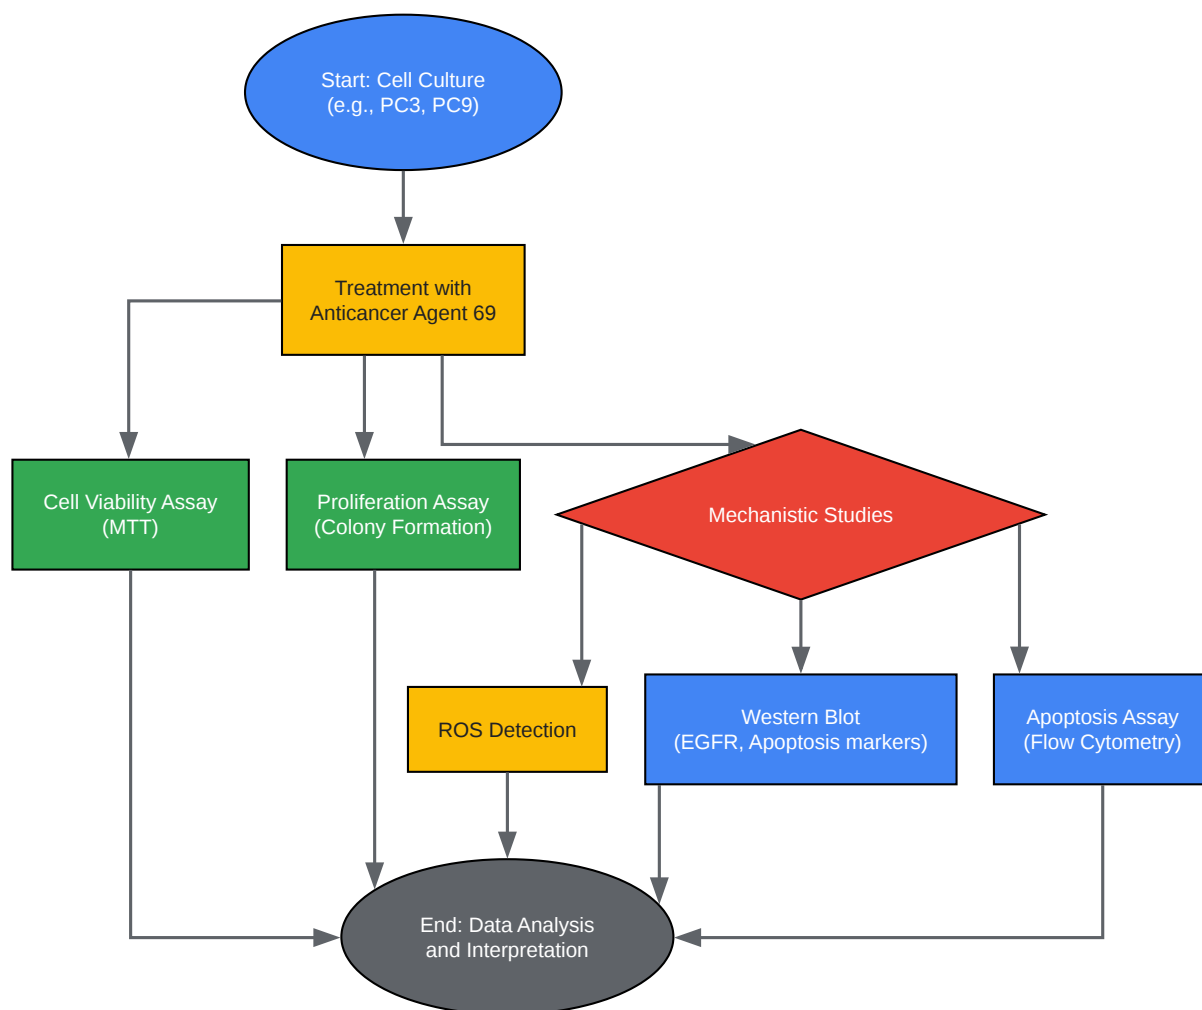 Start: Cell Culture
(e.g., PC3, PC9)
Treatment with
Anticancer Agent 69
Cell Viability Assay
(MTT)
Proliferation Assay
(Colony Formation)
Mechanistic Studies
ROS Detection
Western Blot
(EGFR, Apoptosis markers)
Apoptosis Assay
(Flow Cytometry)
End: Data Analysis
and Interpretation